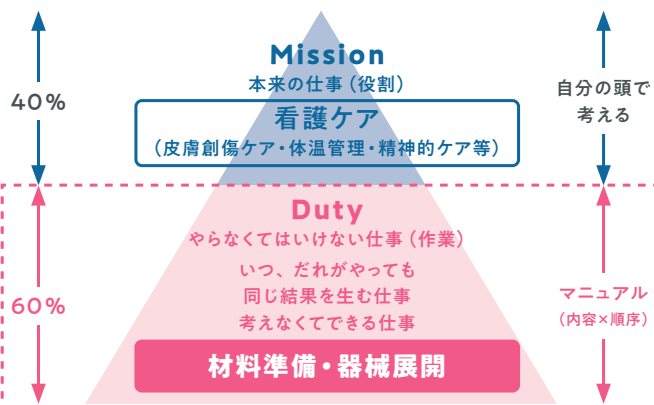 Mission
本来の仕事（役割）
40%
自分の頭で
考える
看護ケア
（皮膚創傷ケア・体温管理・精神的ケア等）
Duty
やらなくてはいけない仕事（作業）
いつ、だれがやっても
同じ結果を生む仕事
考えなくてできる仕事
60%
マニュアル
（内容×順序）
材料準備・器械展開